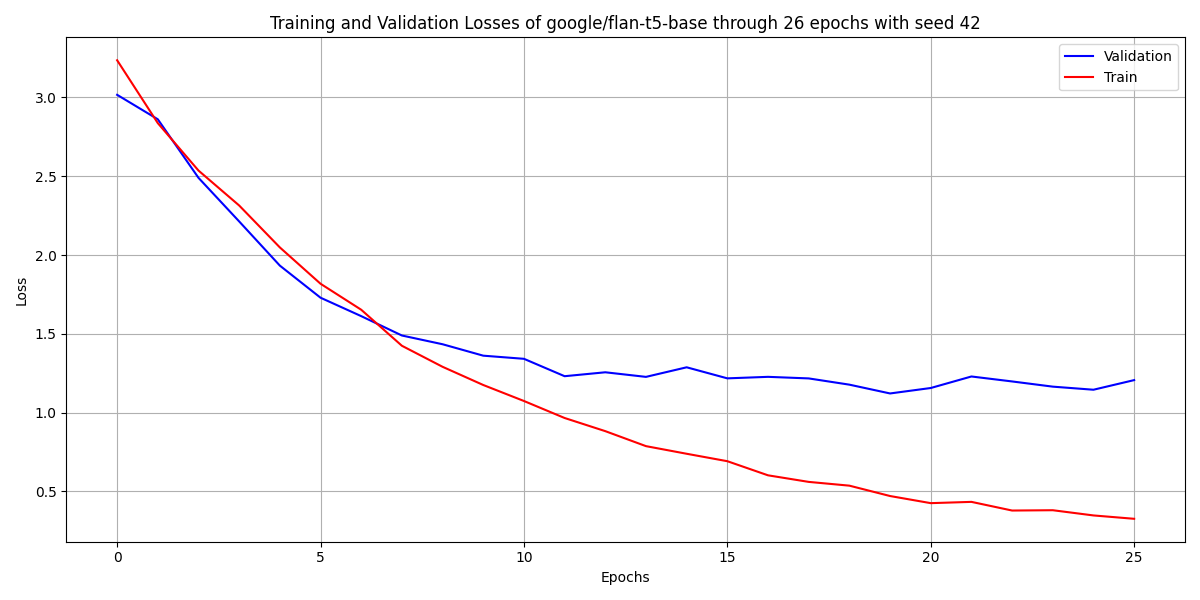 Training and Validation Losses of google/flan-t5-base through 26 epochs with seed 42
Validation
Train
Loss
3.0
2.5
2.0
1.5
1.0
0.5
0
5
10
15
20
25
Epochs